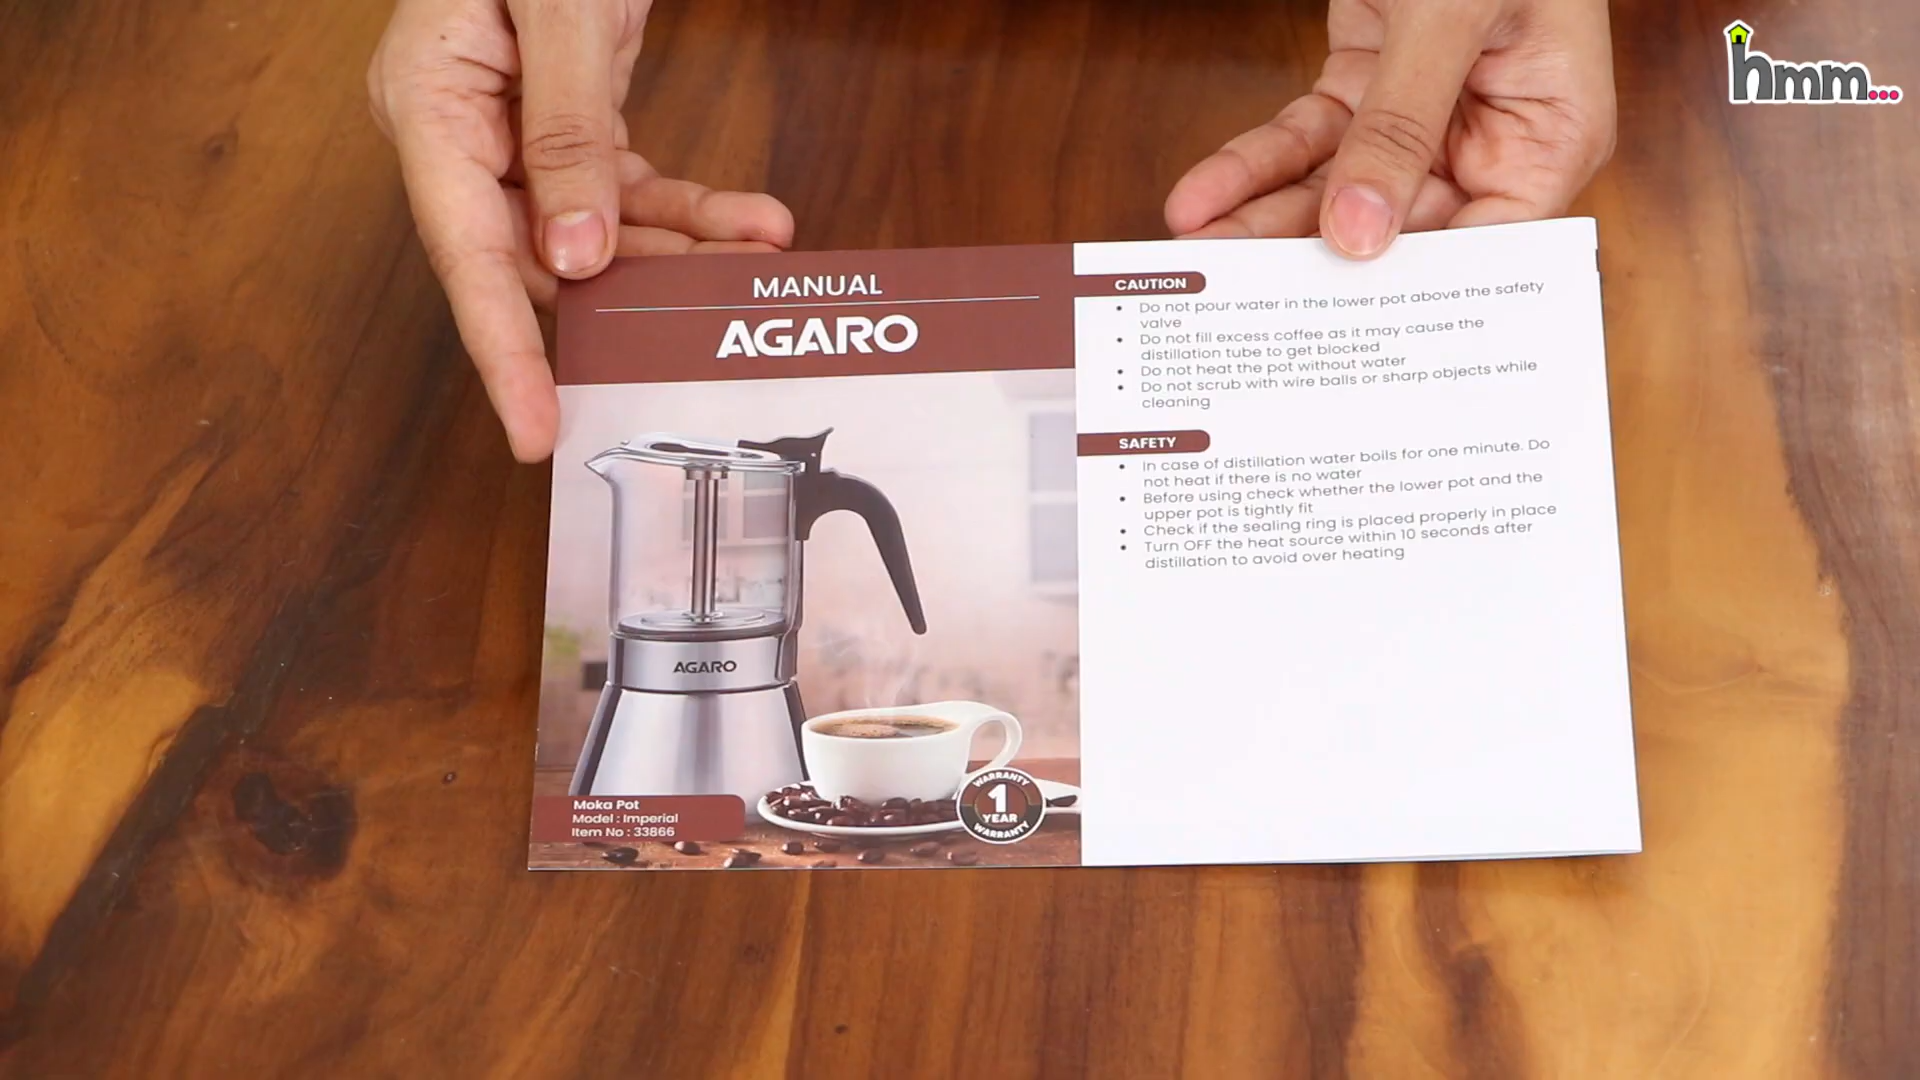 hmm...
MANUAL
AGARO
AGARO
Moka Pot
Model : Imperial
Item No : 33866
WARRANTY
1
YEAR
WARRANTY
CAUTION
• Do not pour water in the lower pot above the safety
valve
• Do not fill excess coffee as it may cause the
distillation tube to get blocked
• Do not heat the pot without water
• Do not scrub with wire balls or sharp objects while
cleaning
SAFETY
• In case of distillation water boils for one minute. Do
not heat if there is no water
• Before using check whether the lower pot and the
upper pot is tightly fit
• Check if the sealing ring is placed properly in place
• Turn OFF the heat source within 10 seconds after
distillation to avoid over heating